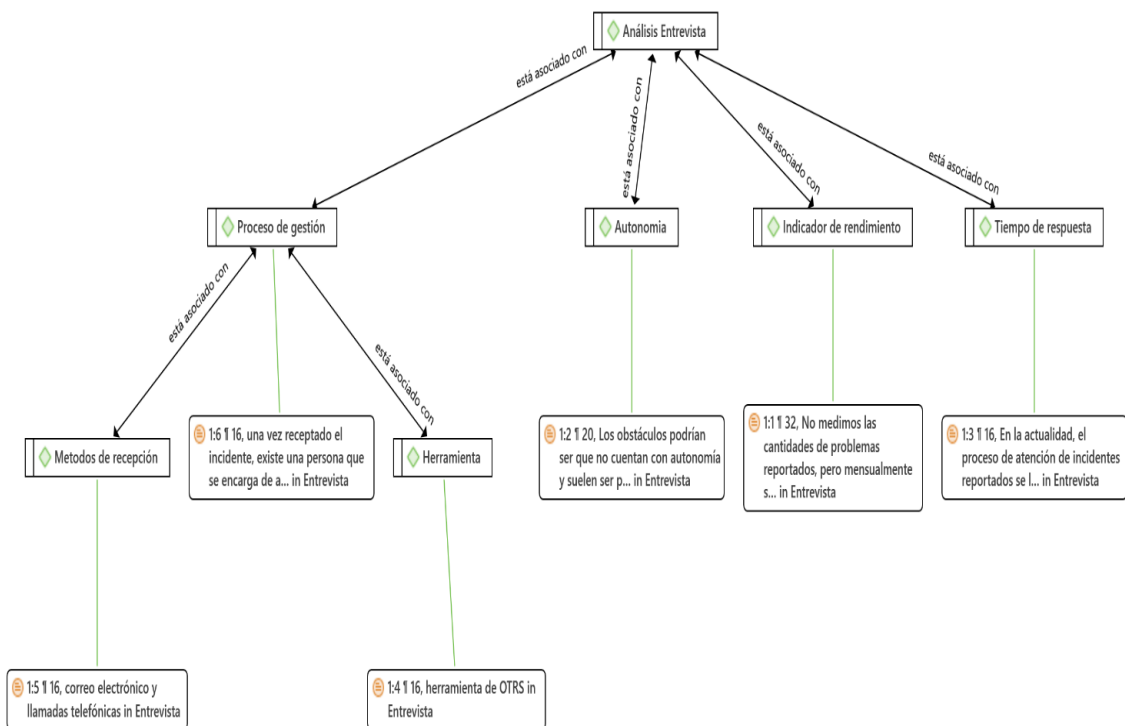 Análisis Entrevista
está asociado con
está asociado con
está asociado con
está asociado con
Proceso de gestión
Autonomia
Indicador de rendimiento
Tiempo de respuesta
está asociado con
está asociado con
Metodos de recepción
1:6 ¶ 16, una vez receptado el
incidente, existe una persona que
se encarga de a... in Entrevista
Herramienta
1:2 ¶ 20, Los obstáculos podrían
ser que no cuentan con autonomía
y suelen ser p... in Entrevista
1:1 ¶ 32, No medimos las
cantidades de problemas
reportados, pero mensualmente
s... in Entrevista
1:3 ¶ 16, En la actualidad, el
proceso de atención de incidentes
reportados se l... in Entrevista
1:5 ¶ 16, correo electrónico y
llamadas telefónicas in Entrevista
1:4 ¶ 16, herramienta de OTRS in
Entrevista